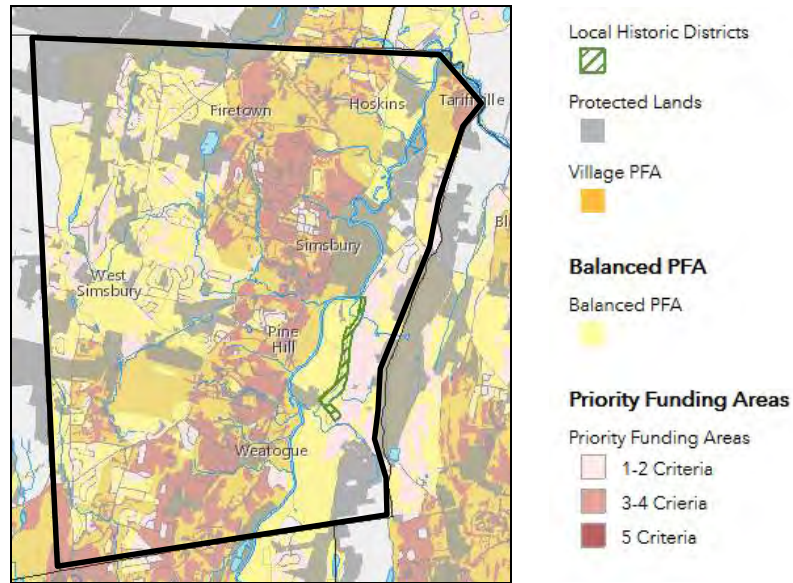 Firetown
Hoskins
Tariffville
Simsbury
West
Simsbury
Pine
Hill
Weatogue
Bl
Local Historic Districts
Protected Lands
Village PFA
Balanced PFA
Balanced PFA
Priority Funding Areas
Priority Funding Areas
1-2 Criteria
3-4 Crieria
5 Criteria